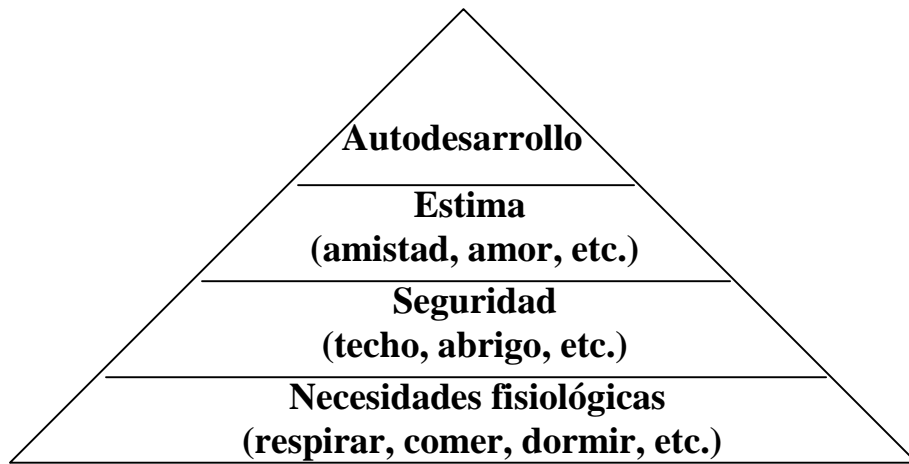 Autodesarrollo
Estima
(amistad, amor, etc.)
Seguridad
(techo, abrigo, etc.)
Necesidades fisiológicas
(respirar, comer, dormir, etc.)